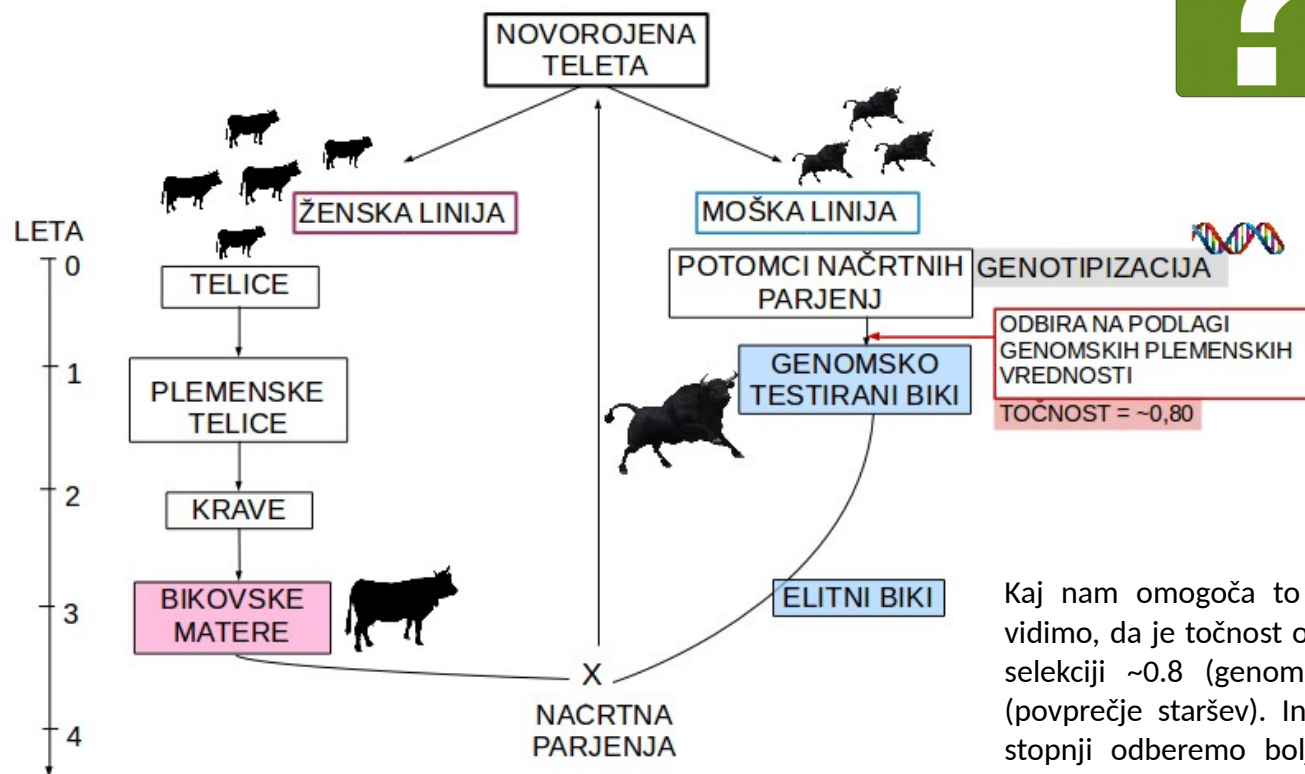 ?
NOVOROJENA
TELETA
ŽENSKA LINIJA
MOŠKA LINIJA
LETA
0
1
2
3
4
TELICE
PLEMENSKE
TELICE
KRAVE
BIKOVSKE
MATERE
POTOMCI NAČRTNIH
PARJENJ
GENOTIPIZACIJA
ODBIRA NA PODLAGI
GENOMSKIH PLEMENSKIH
VREDNOSTI
TOČNOST = ~0,80
GENOMSKO
TESTIRANI BIKI
ELITNI BIKI
X
NAČRTNA
PARJENJA
Kaj nam omogoča to
vidimo, da je točnost
selekciji ~0.8 (genom
(povprečje staršev). In
stopnji odberemo bolj